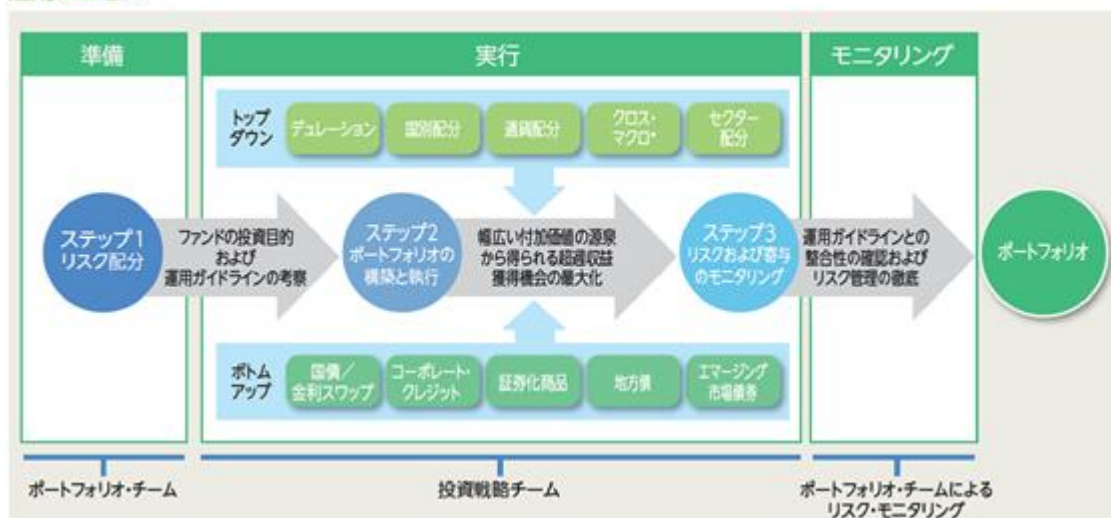 準備
実行
モニタリング
トップ
ダウン
デュレーション
国別配分
通貨配分
クロス・
マクロ*
セクター
配分
ステップ1
リスク配分
ファンドの投資目的
および
運用ガイドラインの考察
ステップ2
ポートフォリオの
構築と執行
幅広い付加価値の源泉
から得られる超過収益
獲得機会の最大化
ステップ3
リスクおよび寄与
のモニタリング
運用ガイドラインとの
整合性の確認および
リスク管理の徹底
ポートフォリオ
ボトム
アップ
国債／
金利スワップ
コーポレート・
クレジット
証券化商品
地方債
エマージング
市場債券
ポートフォリオ・チーム
投資戦略チーム
ポートフォリオ・チームによる
リスク・モニタリング